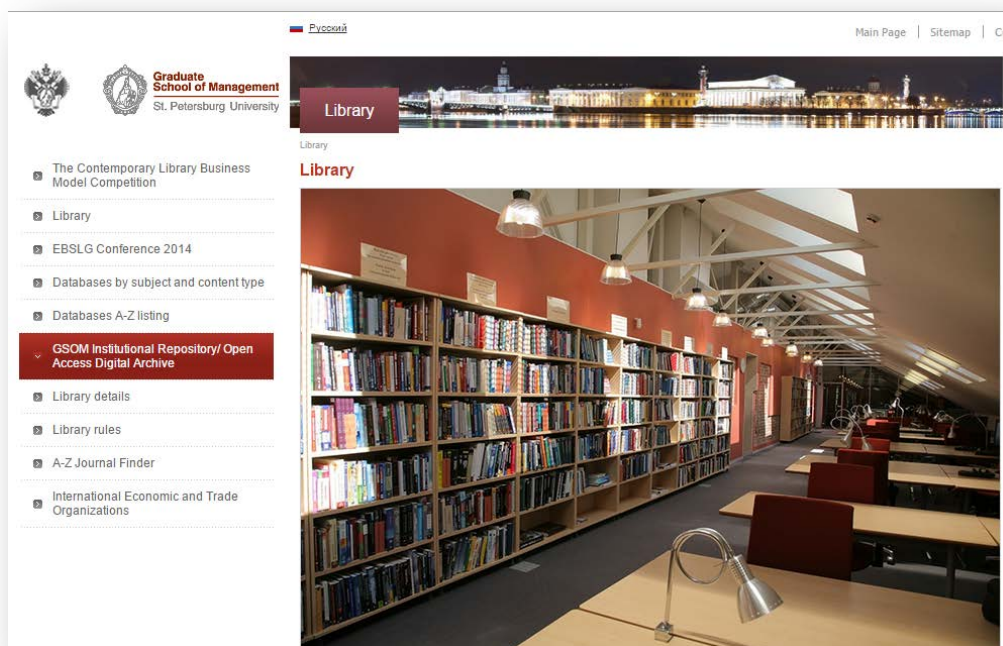 Русский
Main Page | Sitemap |
Graduate
School of Management
St. Petersburg University
Library
Library
Library
The Contemporary Library Business
Model Competition
Library
EBSLG Conference 2014
Databases by subject and content type
Databases A-Z listing
GSOM Institutional Repository/ Open
Access Digital Archive
Library details
Library rules
A-Z Journal Finder
International Economic and Trade
Organizations